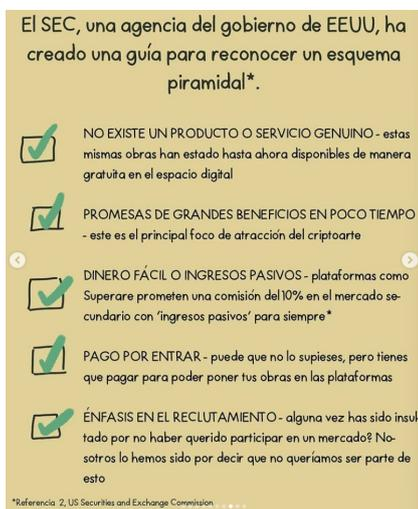 El SEC, una agencia del gobierno de EEUU, ha
creado una guía para reconocer un esquema
piramidal*.
NO EXISTE UN PRODUCTO O SERVICIO GENUINO - estas
mismas obras han estado hasta ahora disponibles de manera
gratuita en el espacio digital
PROMESAS DE GRANDES BENEFICIOS EN POCO TIEMPO
- este es el principal foco de atracción del criptoarte
DINERO FÁCIL O INGRESOS PASIVOS - plataformas como
Superare prometen una comisión del 10% en el mercado se-
cundario con 'ingresos pasivos' para siempre*
PAGO POR ENTRAR - puede que no lo supieses, pero tienes
que pagar para poder poner tus obras en las plataformas
ÉNFASIS EN EL RECLUTAMIENTO - alguna vez has sido insul
tado por no haber querido participar en un mercado? No-
sotros lo hemos sido por decir que no queríamos ser parte de
esto
*Referencia 2, US Securities and Exchange Commission